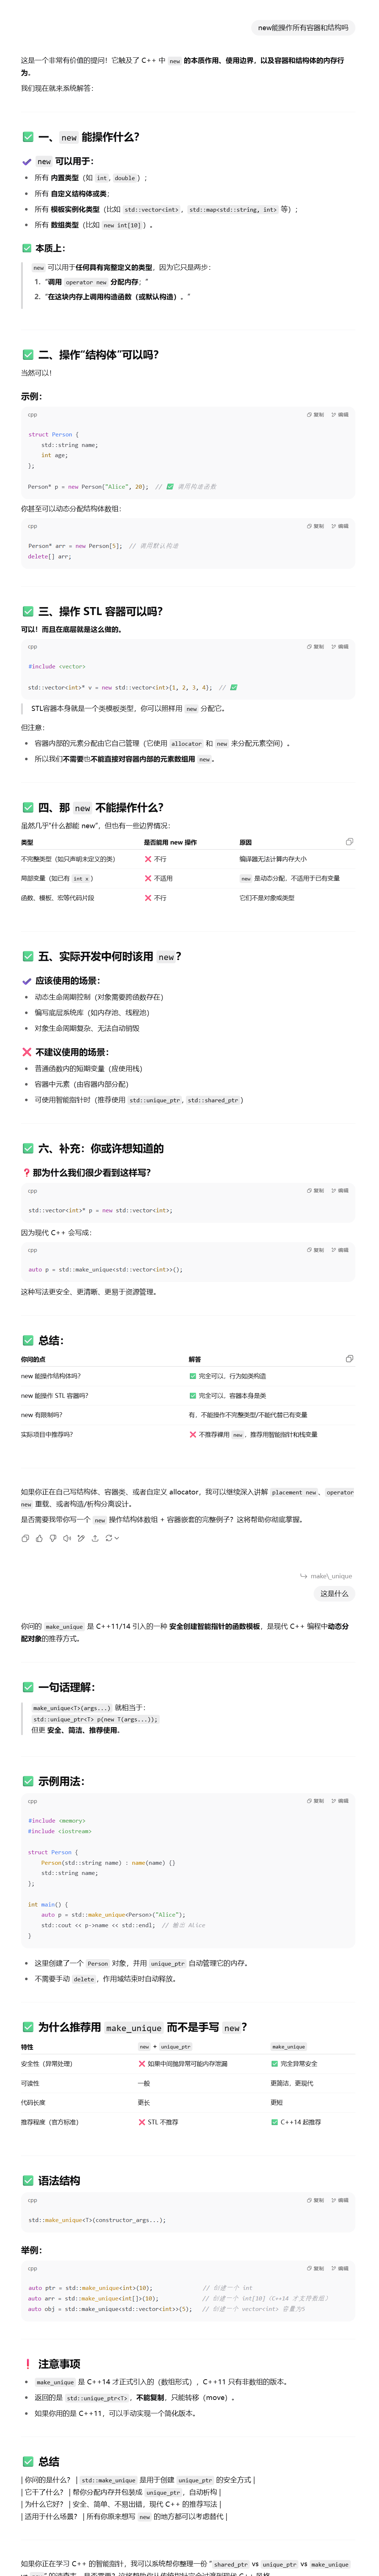 new能操作所有容器和结构吗
这是一个非常有价值的提问！它触及了 C++ 中 new 的本质作用、使用边界，以及容器和结构体的内存行
为。
我们现在就来系统解答：
✅ 一、new 能操作什么？
✔ new 可以用于：
• 所有 内置类型（如 int，double）；
• 所有 自定义结构体或类；
• 所有 模板实例化类型（比如 std::vector<int>，std::map<std::string, int> 等）；
• 所有 数组类型（比如 new int[10]）。
✅ 本质上：
new 可以用于任何具有完整定义的类型，因为它只是两步：
1. “调用 operator new 分配内存；”
2. “在这块内存上调用构造函数（或默认构造）。”
✅ 二、操作“结构体”可以吗？
当然可以！
示例：
cpp 复制 编辑
struct Person {
    std::string name;
    int age;
};
Person* p = new Person{"Alice", 20};  // ✅ 调用构造函数
你甚至可以动态分配结构体数组：
cpp 复制 编辑
Person* arr = new Person[5];  // 调用默认构造
delete[] arr;
✅ 三、操作 STL 容器可以吗？
可以！而且在底层就是这么做的。
cpp 复制 编辑
#include <vector>
std::vector<int>* v = new std::vector<int>{1, 2, 3, 4};  // ✅
STL容器本身就是一个类模板类型，你可以照样用 new 分配它。
但注意：
• 容器内部的元素分配由它自己管理（它使用 allocator 和 new 来分配元素空间）。
• 所以我们不需要也不能直接对容器内部的元素数组用 new。
✅ 四、那 new 不能操作什么？
虽然几乎“什么都能 new”，但也有一些边界情况：
类型 是否能用 new 操作 原因
不完整类型（如只声明未定义的类） ❌ 不行 编译器无法计算内存大小
局部变量（如已有 int x） ❌ 不适用 new 是动态分配，不适用于已有变量
函数、模板、宏等代码片段 ❌ 不行 它们不是对象或类型
✅ 五、实际开发中何时该用 new？
✔ 应该使用的场景：
• 动态生命周期控制（对象需要跨函数存在）
• 编写底层系统库（如内存池、线程池）
• 对象生命周期复杂、无法自动销毁
❌ 不建议使用的场景：
• 普通函数内的短期变量（应使用栈）
• 容器中元素（由容器内部分配）
• 可使用智能指针时（推荐使用 std::unique_ptr，std::shared_ptr）
✅ 六、补充：你或许想知道的
❓那为什么我们很少看到这样写？
cpp 复制 编辑
std::vector<int>* p = new std::vector<int>;
因为现代 C++ 会写成：
cpp 复制 编辑
auto p = std::make_unique<std::vector<int>>();
这种写法更安全、更清晰、更易于资源管理。
✅ 总结：
你问的点 解答
new 能操作结构体吗？ ✅ 完全可以，行为如类构造
new 能操作 STL 容器吗？ ✅ 完全可以，容器本身是类
new 有限制吗？ 有，不能操作不完整类型/不能代替已有变量
实际项目中推荐吗？ ❌ 不推荐裸用 new，推荐用智能指针和栈变量
如果你正在自己写结构体、容器类、或者自定义 allocator，我可以继续深入讲解 placement new、operator
new 重载，或者构造/析构分离设计。
是否需要我带你写一个 new 操作结构体数组 + 容器嵌套的完整例子？这将帮助你彻底掌握。
make\_unique
这是什么
你问的 make_unique 是 C++11/14 引入的一种 安全创建智能指针的函数模板，是现代 C++ 编程中动态分
配对象的推荐方式。
✅ 一句话理解：
make_unique<T>(args...) 就相当于：
std::unique_ptr<T> p(new T(args...));
但更 安全、简洁、推荐使用。
✅ 示例用法：
cpp 复制 编辑
#include <memory>
#include <iostream>
struct Person {
    Person(std::string name) : name(name) {}
    std::string name;
};
int main() {
    auto p = std::make_unique<Person>("Alice");
    std::cout << p->name << std::endl;  // 输出 Alice
}
• 这里创建了一个 Person 对象，并用 unique_ptr 自动管理它的内存。
• 不需要手动 delete，作用域结束时自动释放。
✅ 为什么推荐用 make_unique 而不是手写 new？
特性 new + unique_ptr make_unique
安全性（异常处理） ❌ 如果中间抛异常可能内存泄漏 ✅ 完全异常安全
可读性 一般 更简洁、更现代
代码长度 更长 更短
推荐程度（官方标准） ❌ STL 不推荐 ✅ C++14 起推荐
✅ 语法结构
cpp 复制 编辑
std::make_unique<T>(constructor_args...);
举例：
cpp 复制 编辑
auto ptr = std::make_unique<int>(10);  // 创建一个 int
auto arr = std::make_unique<int[]>(10);  // 创建一个 int[10]（C++14 才支持数组）
auto obj = std::make_unique<std::vector<int>>(5);  // 创建一个 vector<int> 容量为5
❗ 注意事项
• make_unique 是 C++14 才正式引入的（数组形式），C++11 只有非数组的版本。
• 返回的是 std::unique_ptr<T>，不能复制，只能转移（move）。
• 如果你用的是 C++11，可以手动实现一个简化版本。
✅ 总结
| 你问的是什么？ | std::make_unique 是用于创建 unique_ptr 的安全方式 |
| 它干了什么？ | 帮你分配内存并包装成 unique_ptr，自动析构 |
| 为什么它好？ | 安全、简单、不易出错，现代 C++ 的推荐写法 |
| 适用于什么场景？ | 所有你原来想写 new 的地方都可以考虑替代 |
如果你正在学习 C++ 的智能指针，我可以系统帮你整理一份 “shared_ptr vs unique_ptr vs make_unique